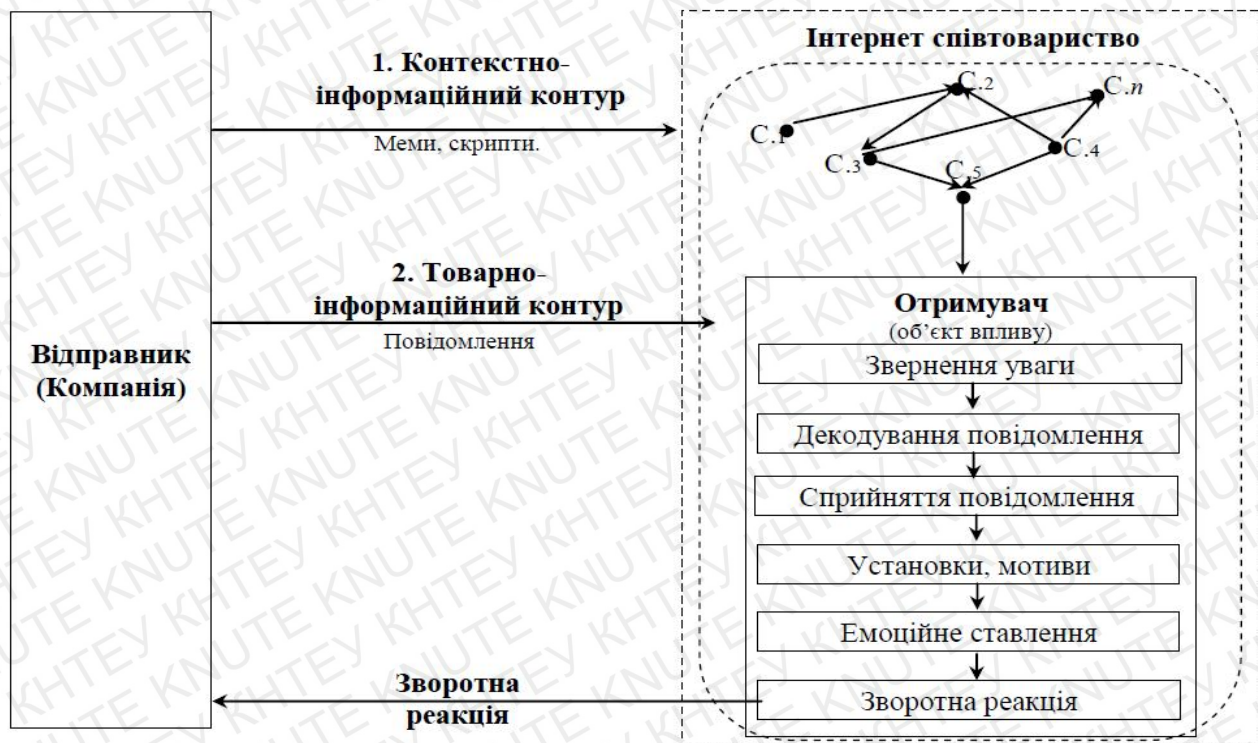 Інтернет співтовариство
1. Контекстно-
інформаційний контур
Меми, скрипти.
С.1
С.2
С.3
С.4
С.5
С.n
2. Товарно-
інформаційний контур
Повідомлення
Відправник
(Компанія)
Отримувач
(об’єкт впливу)
Звернення уваги
Декодування повідомлення
Сприйняття повідомлення
Установки, мотиви
Емоційне ставлення
Зворотна реакція
Зворотна
реакція
КНТЕУ KNUTE